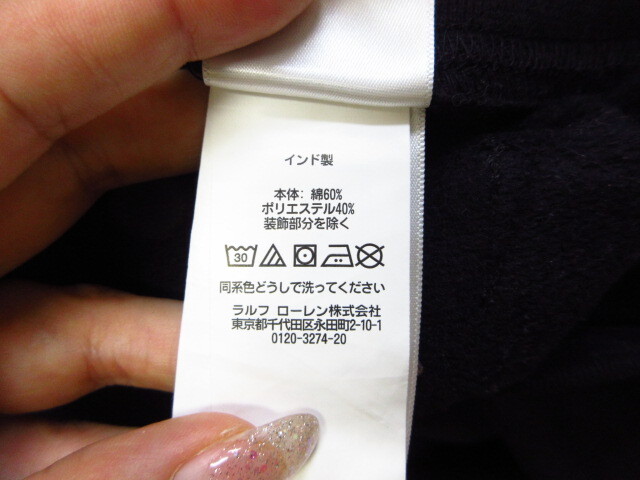 インド製
本体: 綿60%
ポリエステル40%
装飾部分を除く
30
同系色どうしで洗ってください
ラルフ ローレン株式会社
東京都千代田区永田町2-10-1
0120-3274-20